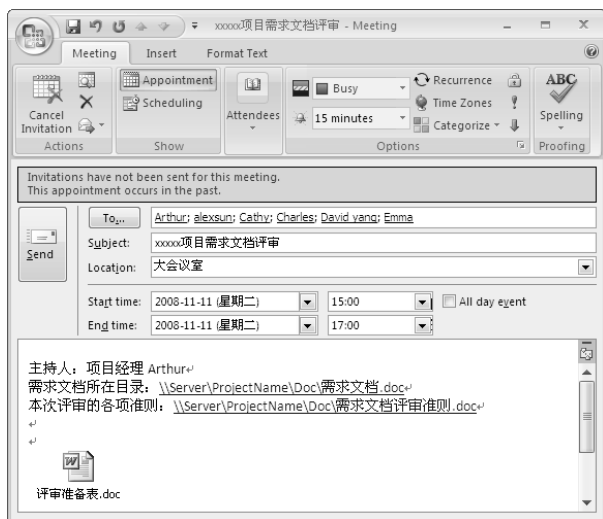 xxxxx项目需求文档评审 - Meeting
Meeting Insert Format Text
Cancel Invitation
Appointment
Scheduling
Attendees
Busy
15 minutes
Recurrence
Time Zones
Categorize
ABC
Spelling
Actions Show Options Proofing
Invitations have not been sent for this meeting.
This appointment occurs in the past.
Send
To... Arthur; alexsun; Cathy; Charles; David yang; Emma
Subject: xxxxx项目需求文档评审
Location: 大会议室
Start time: 2008-11-11 (星期二) 15:00 All day event
End time: 2008-11-11 (星期二) 17:00
主持人：项目经理 Arthur
需求文档所在目录：\\Server\ProjectName\Doc\需求文档.doc
本次评审的各项准则：\\Server\ProjectName\Doc\需求文档评审准则.doc
评审准备表.doc